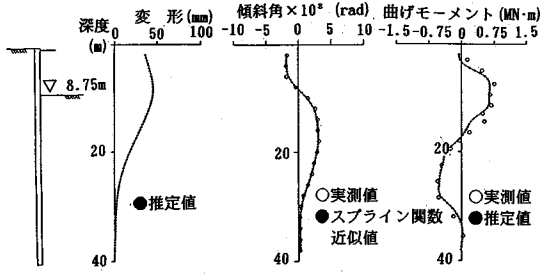 変形(mm)
深度 0 50 100
(m) 0
8.75m
20
●推定値
40
傾斜角×10³ (rad)
-10 -5 0 5 10
0
20
○実測値
●スプライン関数
近似値
40
曲げモーメント(MN·m)
-1.5 -0.75 0 0.75 1.5
0
20
○実測値
●推定値
40